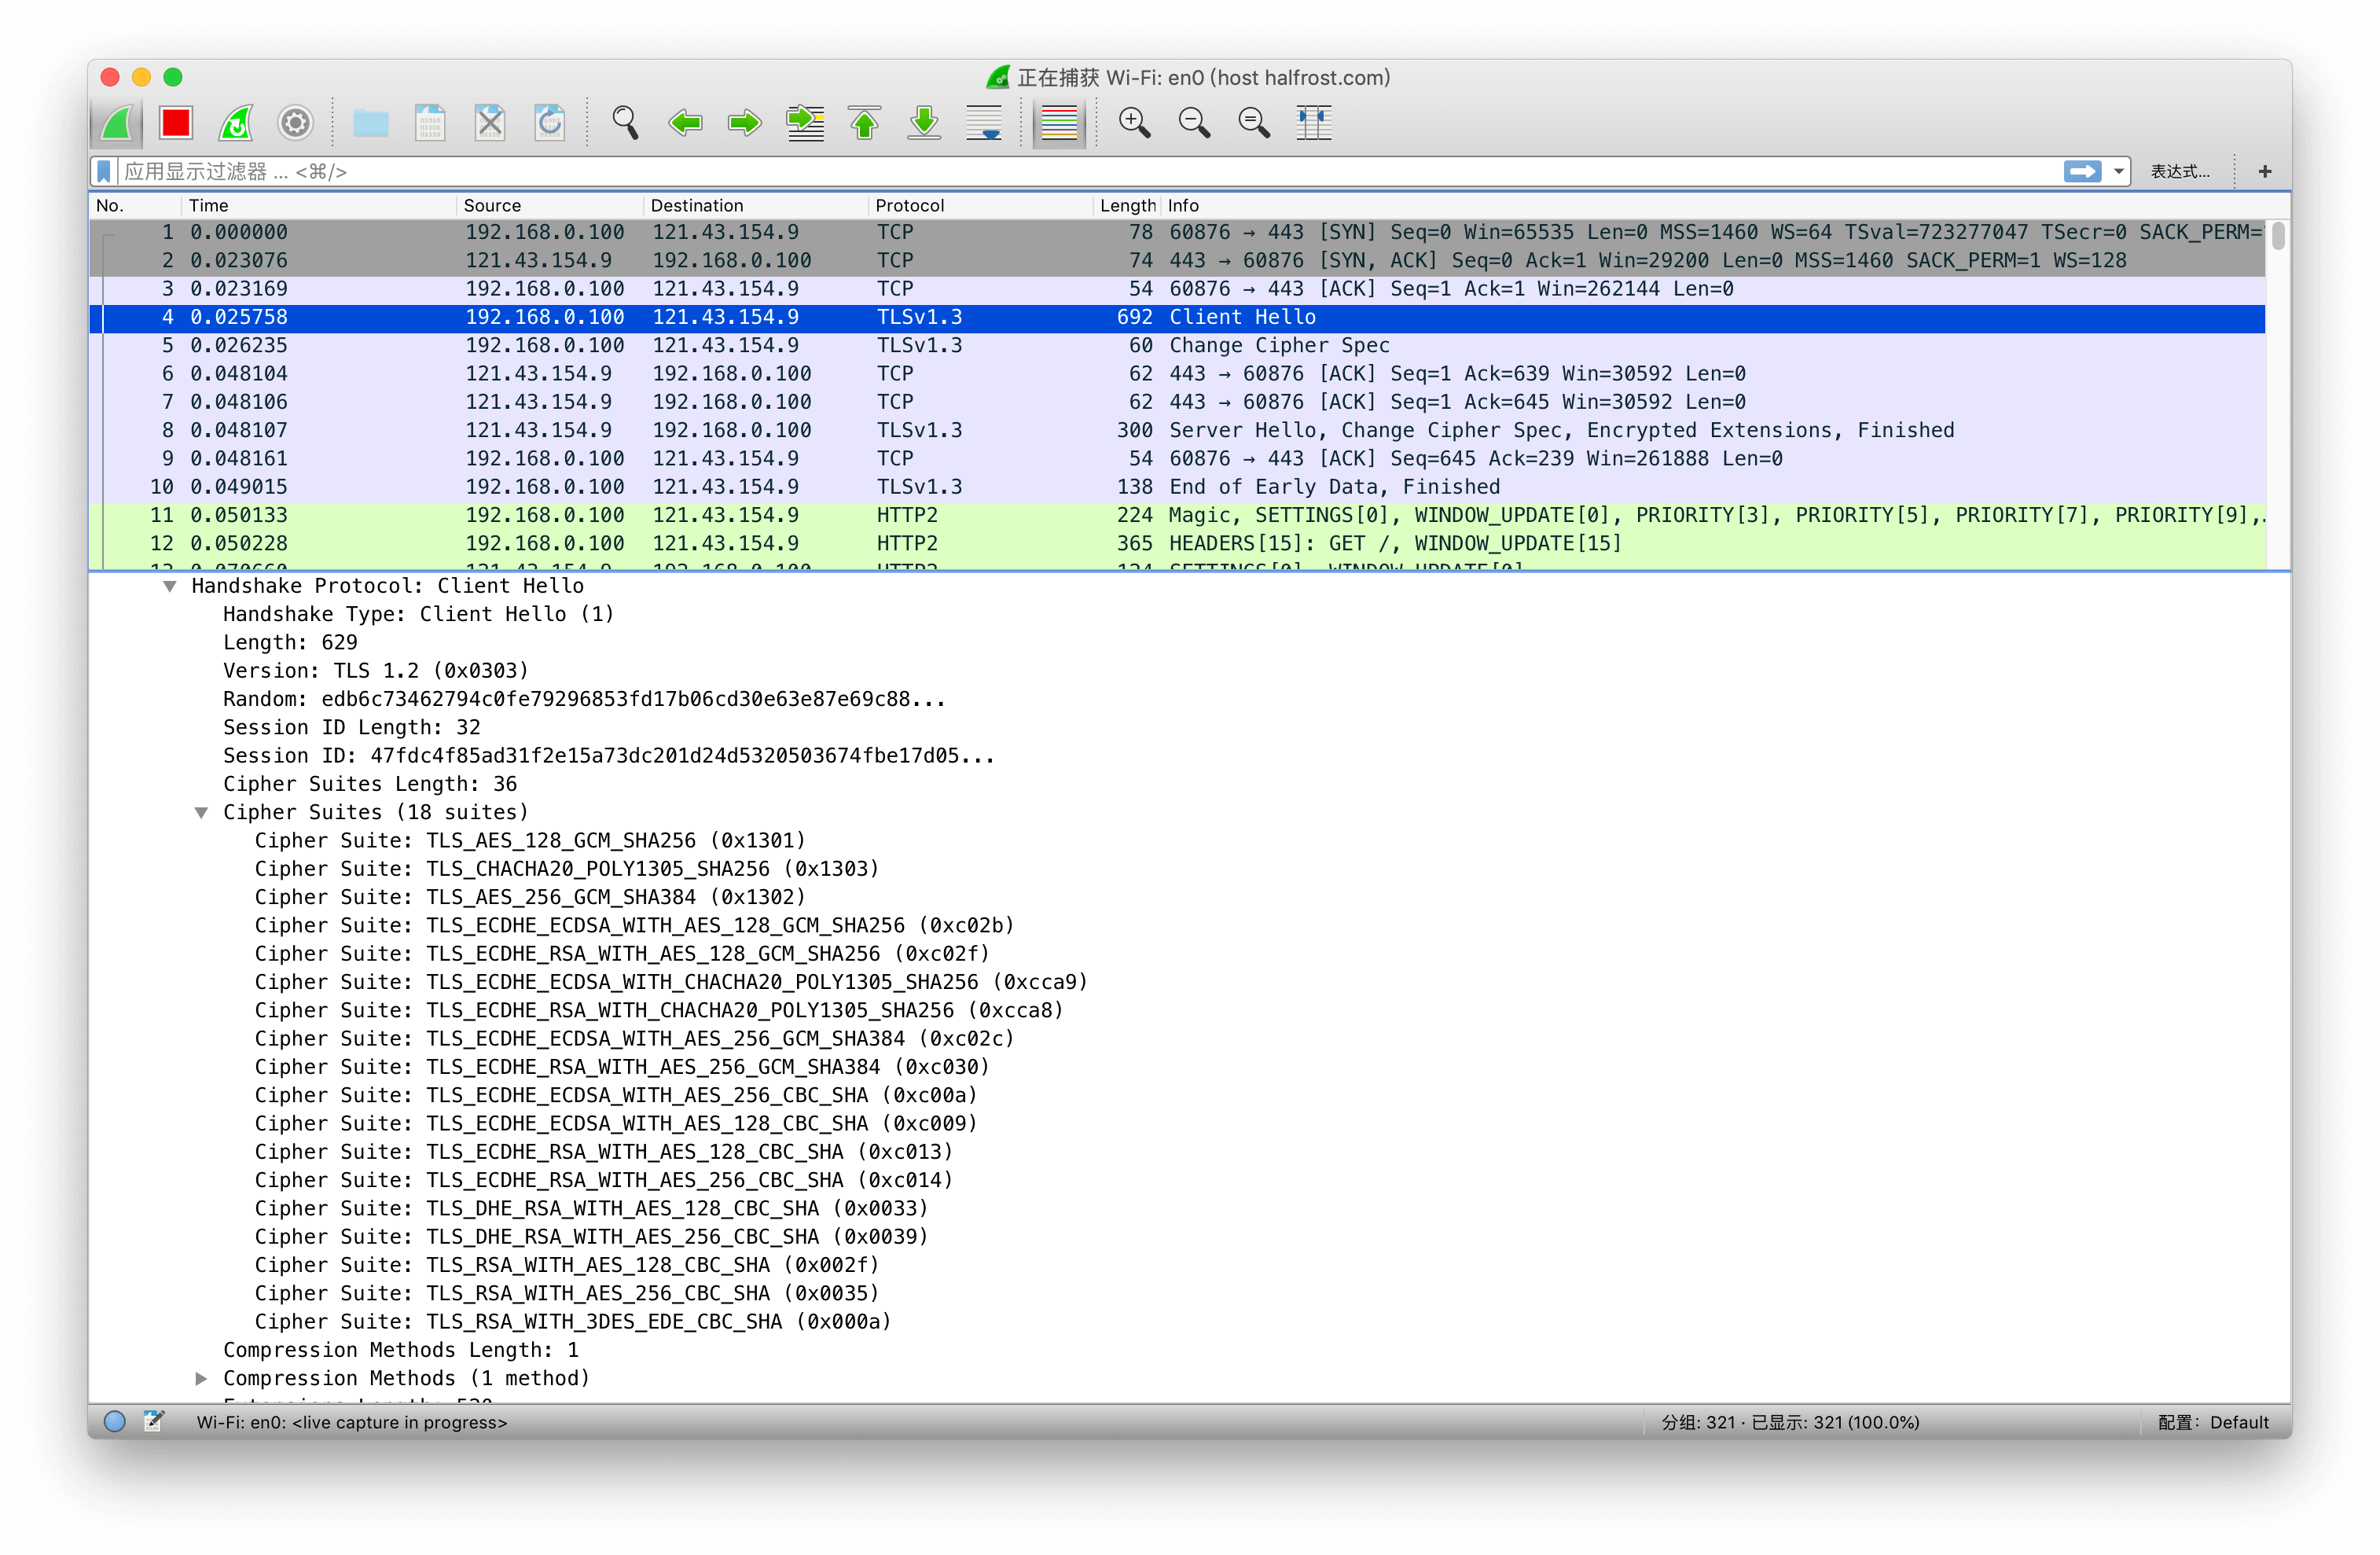 正在捕获 Wi-Fi: en0 (host halfrost.com)
应用显示过滤器 ... <⌘/>
表达式...
+
No. Time Source Destination Protocol Length Info
1 0.000000 192.168.0.100 121.43.154.9 TCP 78 60876 → 443 [SYN] Seq=0 Win=65535 Len=0 MSS=1460 WS=64 TSval=723277047 TSecr=0 SACK_PERM=
2 0.023076 121.43.154.9 192.168.0.100 TCP 74 443 → 60876 [SYN, ACK] Seq=0 Ack=1 Win=29200 Len=0 MSS=1460 SACK_PERM=1 WS=128
3 0.023169 192.168.0.100 121.43.154.9 TCP 54 60876 → 443 [ACK] Seq=1 Ack=1 Win=262144 Len=0
4 0.025758 192.168.0.100 121.43.154.9 TLSv1.3 692 Client Hello
5 0.026235 192.168.0.100 121.43.154.9 TLSv1.3 60 Change Cipher Spec
6 0.048104 121.43.154.9 192.168.0.100 TCP 62 443 → 60876 [ACK] Seq=1 Ack=639 Win=30592 Len=0
7 0.048106 121.43.154.9 192.168.0.100 TCP 62 443 → 60876 [ACK] Seq=1 Ack=645 Win=30592 Len=0
8 0.048107 121.43.154.9 192.168.0.100 TLSv1.3 300 Server Hello, Change Cipher Spec, Encrypted Extensions, Finished
9 0.048161 192.168.0.100 121.43.154.9 TCP 54 60876 → 443 [ACK] Seq=645 Ack=239 Win=261888 Len=0
10 0.049015 192.168.0.100 121.43.154.9 TLSv1.3 138 End of Early Data, Finished
11 0.050133 192.168.0.100 121.43.154.9 HTTP2 224 Magic, SETTINGS[0], WINDOW_UPDATE[0], PRIORITY[3], PRIORITY[5], PRIORITY[7], PRIORITY[9],.
12 0.050228 192.168.0.100 121.43.154.9 HTTP2 365 HEADERS[15]: GET /, WINDOW_UPDATE[15]
Handshake Protocol: Client Hello
Handshake Type: Client Hello (1)
Length: 629
Version: TLS 1.2 (0x0303)
Random: edb6c73462794c0fe79296853fd17b06cd30e63e87e69c88...
Session ID Length: 32
Session ID: 47fdc4f85ad31f2e15a73dc201d24d5320503674fbe17d05...
Cipher Suites Length: 36
Cipher Suites (18 suites)
Cipher Suite: TLS_AES_128_GCM_SHA256 (0x1301)
Cipher Suite: TLS_CHACHA20_POLY1305_SHA256 (0x1303)
Cipher Suite: TLS_AES_256_GCM_SHA384 (0x1302)
Cipher Suite: TLS_ECDHE_ECDSA_WITH_AES_128_GCM_SHA256 (0xc02b)
Cipher Suite: TLS_ECDHE_RSA_WITH_AES_128_GCM_SHA256 (0xc02f)
Cipher Suite: TLS_ECDHE_ECDSA_WITH_CHACHA20_POLY1305_SHA256 (0xcca9)
Cipher Suite: TLS_ECDHE_RSA_WITH_CHACHA20_POLY1305_SHA256 (0xcca8)
Cipher Suite: TLS_ECDHE_ECDSA_WITH_AES_256_GCM_SHA384 (0xc02c)
Cipher Suite: TLS_ECDHE_RSA_WITH_AES_256_GCM_SHA384 (0xc030)
Cipher Suite: TLS_ECDHE_ECDSA_WITH_AES_256_CBC_SHA (0xc00a)
Cipher Suite: TLS_ECDHE_ECDSA_WITH_AES_128_CBC_SHA (0xc009)
Cipher Suite: TLS_ECDHE_RSA_WITH_AES_128_CBC_SHA (0xc013)
Cipher Suite: TLS_ECDHE_RSA_WITH_AES_256_CBC_SHA (0xc014)
Cipher Suite: TLS_DHE_RSA_WITH_AES_128_CBC_SHA (0x0033)
Cipher Suite: TLS_DHE_RSA_WITH_AES_256_CBC_SHA (0x0039)
Cipher Suite: TLS_RSA_WITH_AES_128_CBC_SHA (0x002f)
Cipher Suite: TLS_RSA_WITH_AES_256_CBC_SHA (0x0035)
Cipher Suite: TLS_RSA_WITH_3DES_EDE_CBC_SHA (0x000a)
Compression Methods Length: 1
Compression Methods (1 method)
Wi-Fi: en0: <live capture in progress>
分组: 321 · 已显示: 321 (100.0%)
配置: Default